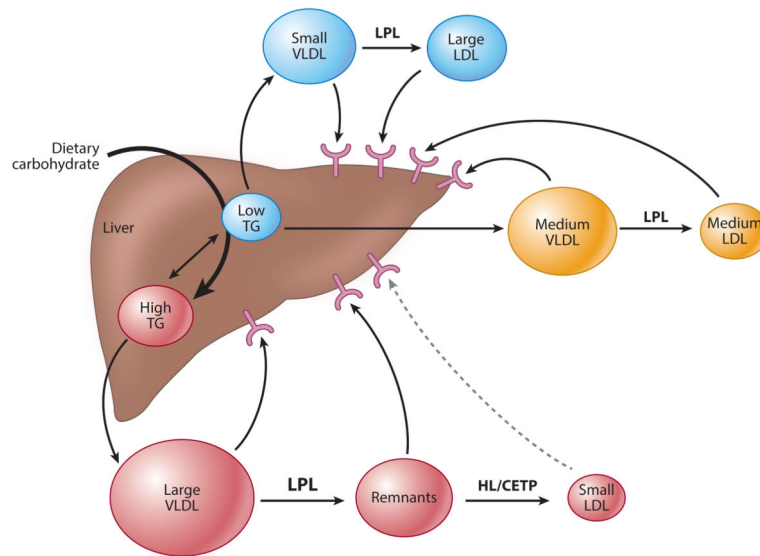 Small
VLDL
LPL
Large
LDL
Dietary
carbohydrate
Liver
Low
TG
Medium
VLDL
LPL
Medium
LDL
High
TG
Large
VLDL
LPL
Remnants
HL/CETP
Small
LDL